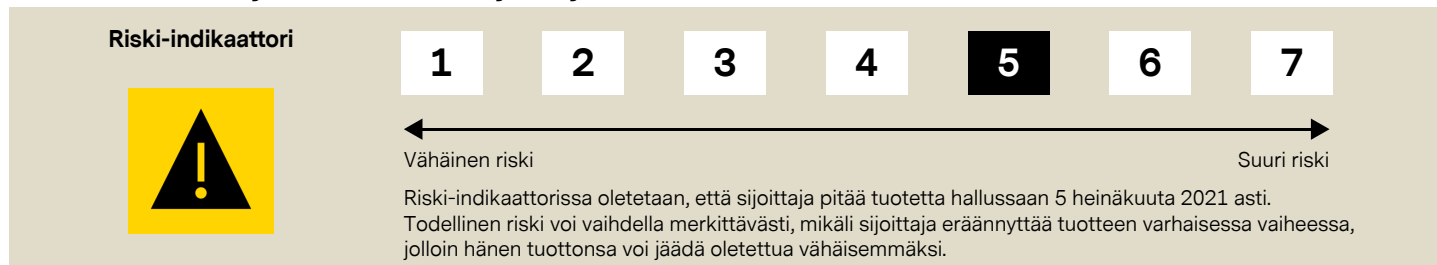 Riski-indikaattori
1 2 3 4 5 6 7
Vähäinen riski Suuri riski
Riski-indikaattorissa oletetaan, että sijoittaja pitää tuotetta hallussaan 5 heinäkuuta 2021 asti.
Todellinen riski voi vaihdella merkittävästi, mikäli sijoittaja eräännyttää tuotteen varhaisessa vaiheessa,
jolloin hänen tuottonsa voi jäädä oletettua vähäisemmäksi.